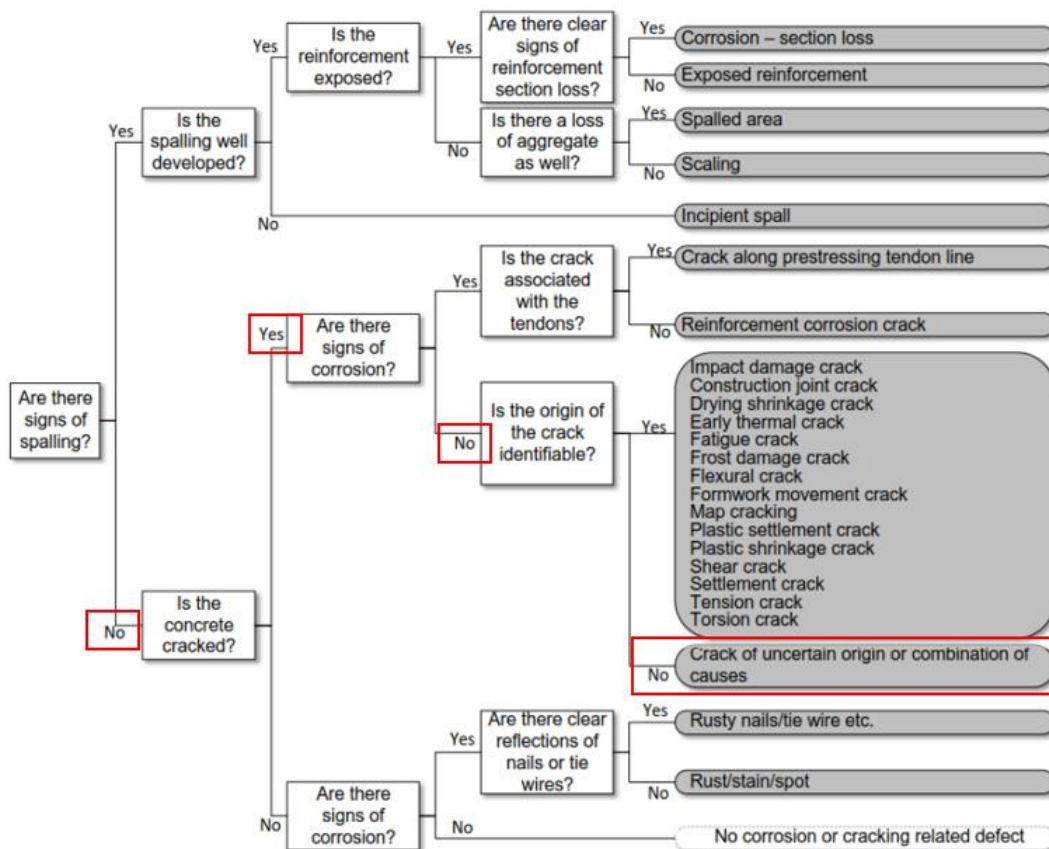 Are there
signs of
spalling?
Yes
No
Is the
spalling well
developed?
Yes
No
Is the
reinforcement
exposed?
Yes
No
Are there clear
signs of
reinforcement
section loss?
Yes
Corrosion – section loss
No
Exposed reinforcement
Is there a loss
of aggregate
as well?
Yes
Spalled area
No
Scaling
Incipient spall
Is the
concrete
cracked?
Yes
No
Are there
signs of
corrosion?
Yes
No
Is the crack
associated
with the
tendons?
Yes
Crack along prestressing tendon line
No
Reinforcement corrosion crack
Is the origin of
the crack
identifiable?
Yes
Impact damage crack
Construction joint crack
Drying shrinkage crack
Early thermal crack
Fatigue crack
Frost damage crack
Flexural crack
Formwork movement crack
Map cracking
Plastic settlement crack
Plastic shrinkage crack
Shear crack
Settlement crack
Tension crack
Torsion crack
No
Crack of uncertain origin or combination of
causes
Are there
signs of
corrosion?
Yes
No
Are there clear
reflections of
nails or tie
wires?
Yes
Rusty nails/tie wire etc.
No
Rust/stain/spot
No corrosion or cracking related defect